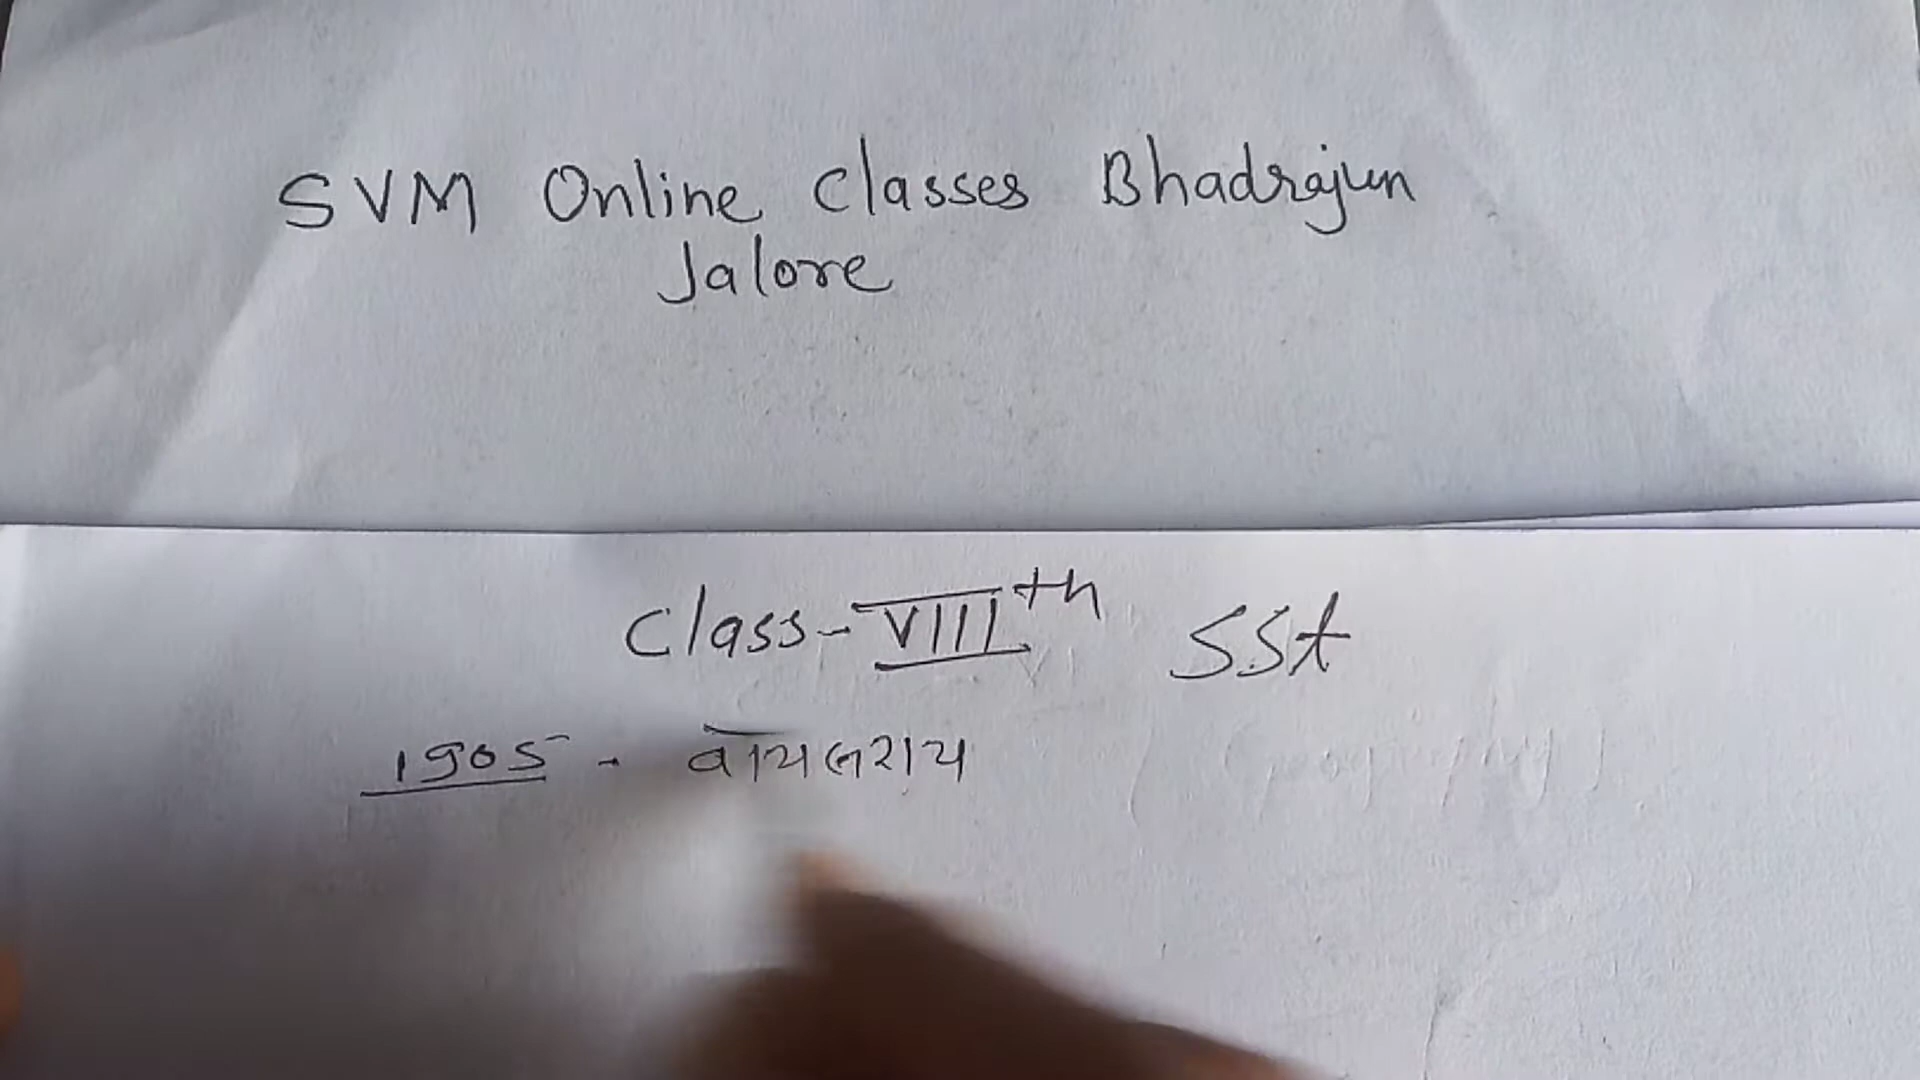 SVM Online Classes Bhadrajun
Jalore
Class - VIIIth SSt
1905 - वायसराय